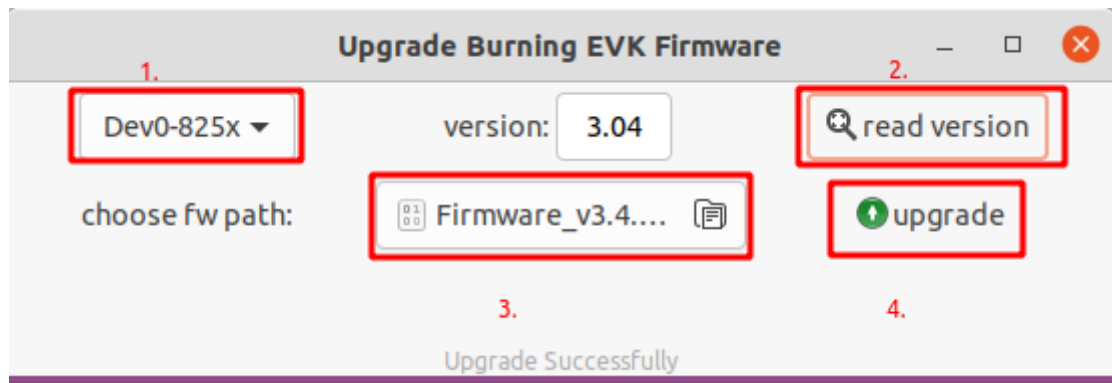 Upgrade Burning EVK Firmware
1.
2.
Dev0-825x version: 3.04 read version
choose fw path: Firmware_v3.4.... upgrade
3.
4.
Upgrade Successfully